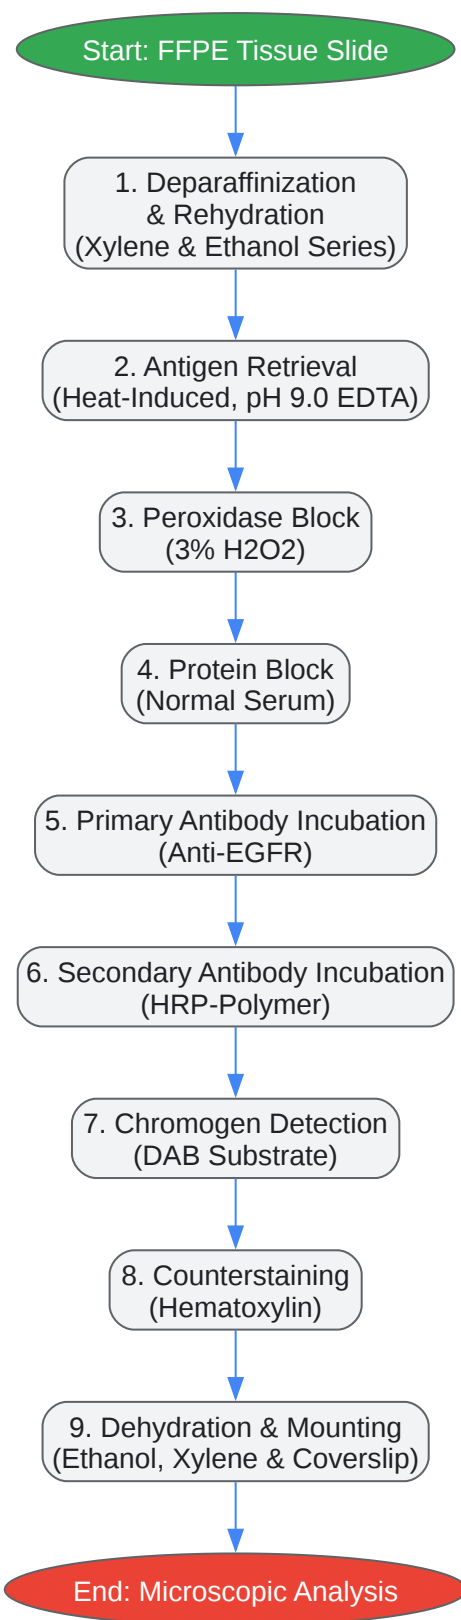 Start: FFPE Tissue Slide
1. Deparaffinization
& Rehydration
(Xylene & Ethanol Series)
2. Antigen Retrieval
(Heat-Induced, pH 9.0 EDTA)
3. Peroxidase Block
(3% H2O2)
4. Protein Block
(Normal Serum)
5. Primary Antibody Incubation
(Anti-EGFR)
6. Secondary Antibody Incubation
(HRP-Polymer)
7. Chromogen Detection
(DAB Substrate)
8. Counterstaining
(Hematoxylin)
9. Dehydration & Mounting
(Ethanol, Xylene & Coverslip)
End: Microscopic Analysis